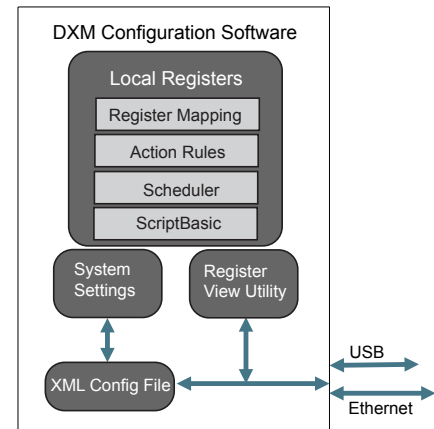 DXM Configuration Software
Local Registers
Register Mapping
Action Rules
Scheduler
ScriptBasic
System
Settings
Register
View Utility
XML Config File
USB
Ethernet